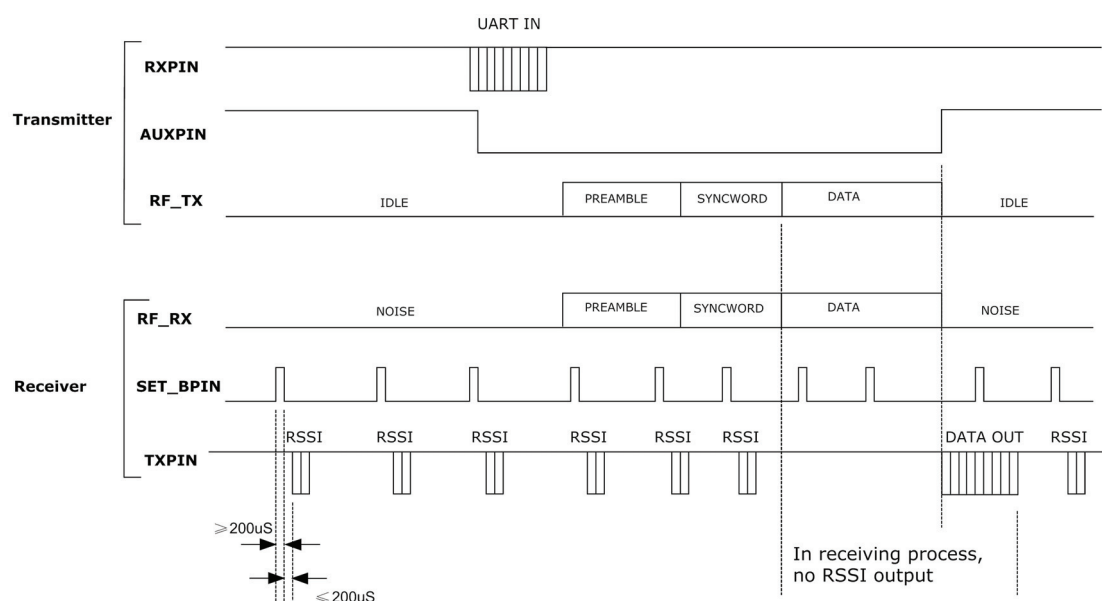 UART IN
RXPIN
Transmitter
AUXPIN
RF_TX
IDLE
PREAMBLE
SYNCWORD
DATA
IDLE
RF_RX
NOISE
PREAMBLE
SYNCWORD
DATA
NOISE
Receiver
SET_BPIN
RSSI
RSSI
RSSI
RSSI
RSSI
RSSI
DATA OUT
RSSI
TXPIN
⩾200uS
In receiving process,
no RSSI output
⩽200uS